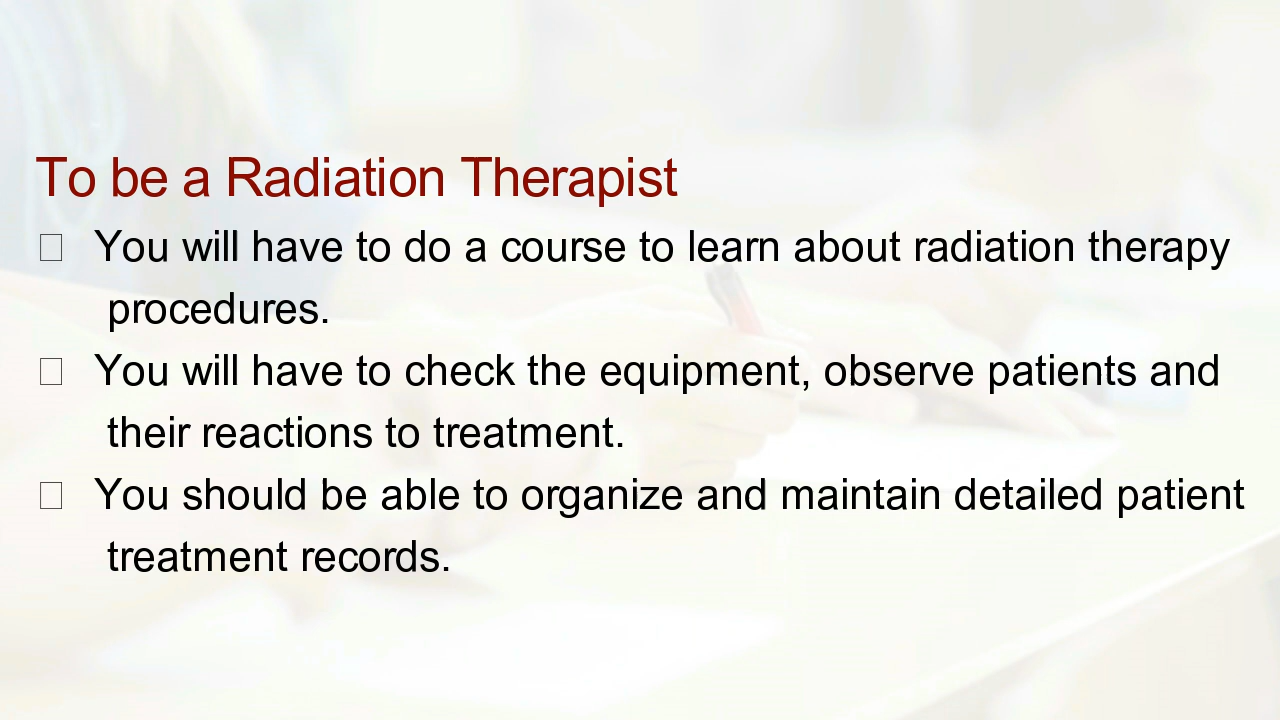 To be a Radiation Therapist
□ You will have to do a course to learn about radiation therapy
procedures.
□ You will have to check the equipment, observe patients and
their reactions to treatment.
□ You should be able to organize and maintain detailed patient
treatment records.